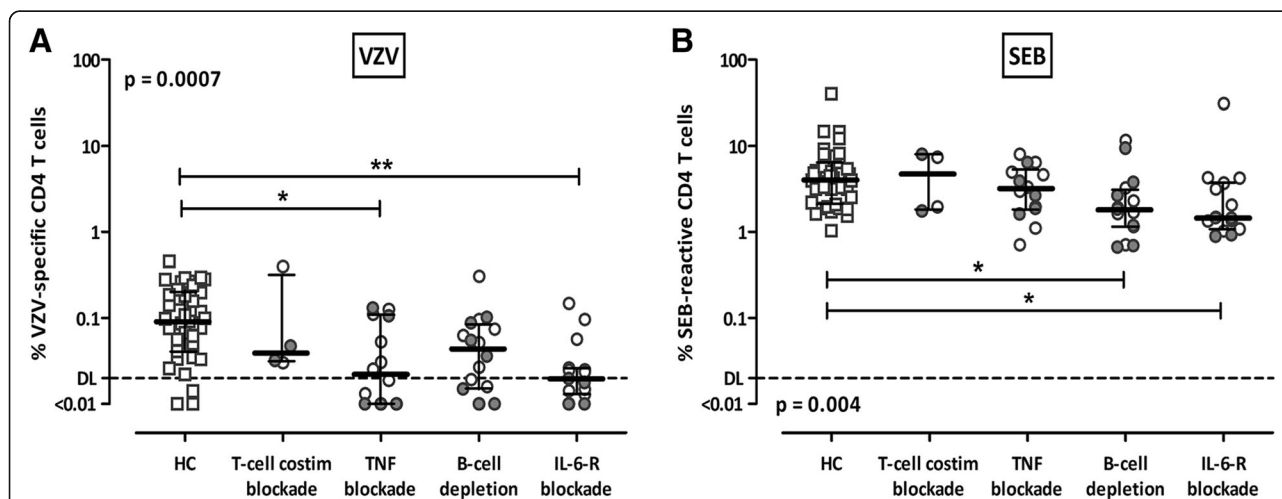 A
VZV
p = 0.0007
% VZV-specific CD4 T cells
100
10
1
0.1
DL
<0.01
**
*
HC
T-cell costim
blockade
TNF
blockade
B-cell
depletion
IL-6-R
blockade
B
SEB
% SEB-reactive CD4 T cells
100
10
1
0.1
DL
<0.01
*
*
p = 0.004
HC
T-cell costim
blockade
TNF
blockade
B-cell
depletion
IL-6-R
blockade